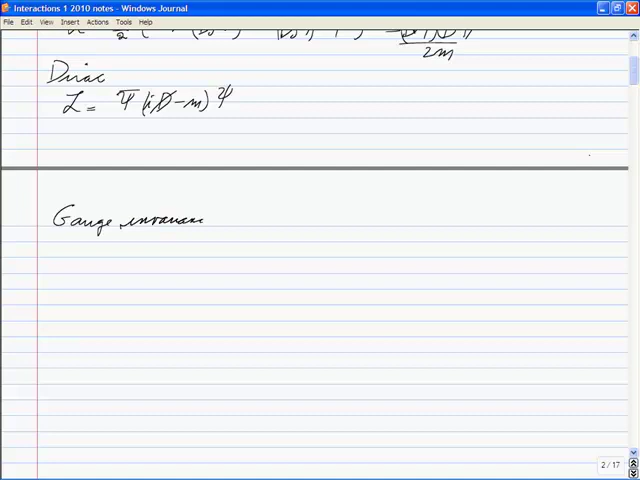 Interactions 1 2010 notes - Windows Journal
File Edit View Insert Actions Tools Help
2m
Dirac
ℒ = Ψ̄ (iD̸ - m) Ψ
Gauge invarianc
2 / 17